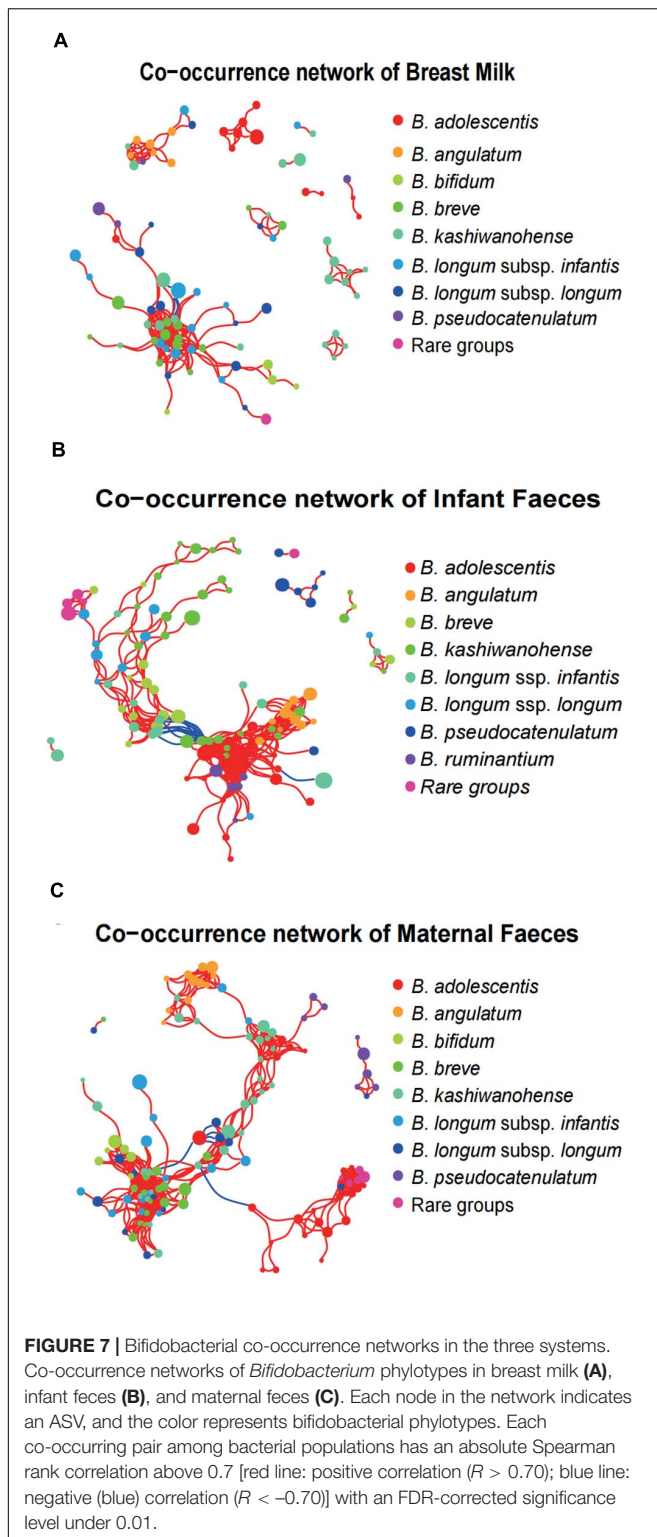 A
Co-occurrence network of Breast Milk
B. adolescentis
B. angulatum
B. bifidum
B. breve
B. kashiwanohense
B. longum subsp. infantis
B. longum subsp. longum
B. pseudocatenulatum
Rare groups
B
Co-occurrence network of Infant Faeces
B. adolescentis
B. angulatum
B. breve
B. kashiwanohense
B. longum ssp. infantis
B. longum ssp. longum
B. pseudocatenulatum
B. ruminantium
Rare groups
C
Co-occurrence network of Maternal Faeces
B. adolescentis
B. angulatum
B. bifidum
B. breve
B. kashiwanohense
B. longum subsp. infantis
B. longum subsp. longum
B. pseudocatenulatum
Rare groups
FIGURE 7 | Bifidobacterial co-occurrence networks in the three systems.
Co-occurrence networks of Bifidobacterium phylotypes in breast milk (A),
infant feces (B), and maternal feces (C). Each node in the network indicates
an ASV, and the color represents bifidobacterial phylotypes. Each
co-occurring pair among bacterial populations has an absolute Spearman
rank correlation above 0.7 [red line: positive correlation (R > 0.70); blue line:
negative (blue) correlation (R < –0.70)] with an FDR-corrected significance
level under 0.01.